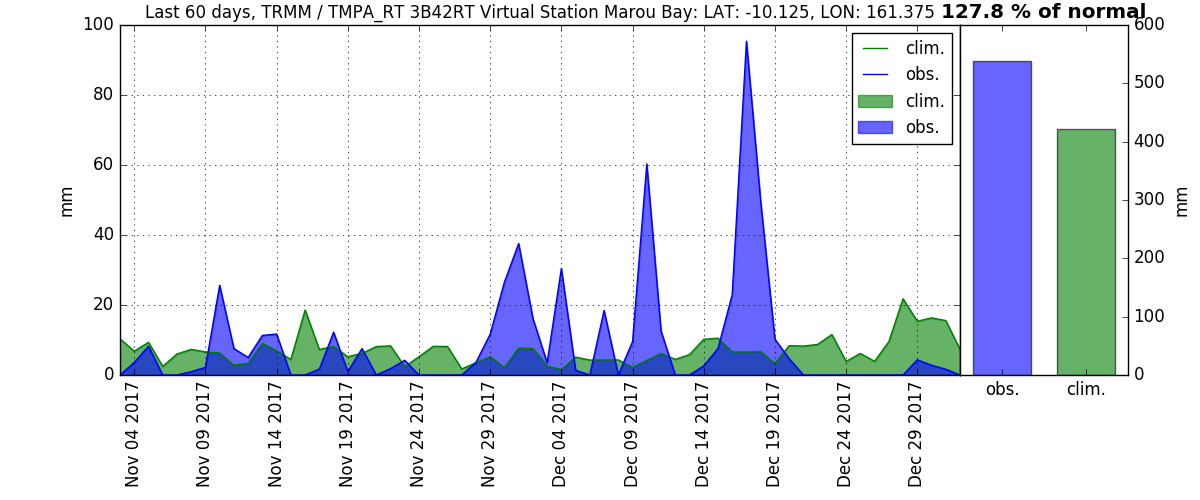 Last 60 days, TRMM / TMPA_RT 3B42RT Virtual Station Marou Bay: LAT: -10.125, LON: 161.375 127.8 % of normal
100
80
60
40
20
0
mm
clim.
obs.
clim.
obs.
600
500
400
300
200
100
0
mm
obs.
clim.
Nov 04 2017
Nov 09 2017
Nov 14 2017
Nov 19 2017
Nov 24 2017
Nov 29 2017
Dec 04 2017
Dec 09 2017
Dec 14 2017
Dec 19 2017
Dec 24 2017
Dec 29 2017